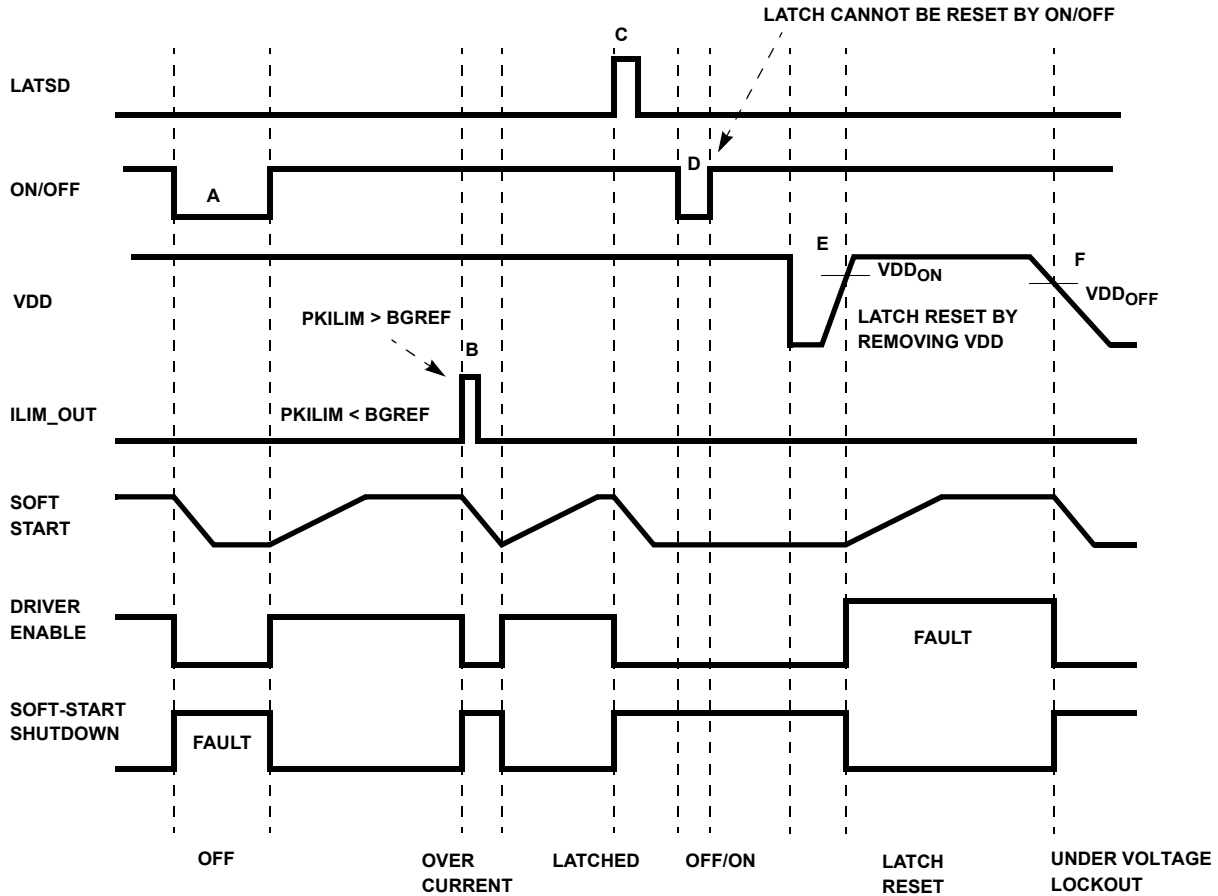 LATCH CANNOT BE RESET BY ON/OFF
C
LATSD
D
ON/OFF
A
E
F
VDD_ON
VDD
VDD_OFF
PKILIM > BGREF
LATCH RESET BY
REMOVING VDD
B
ILIM_OUT
PKILIM < BGREF
SOFT
START
DRIVER
ENABLE
FAULT
SOFT-START
SHUTDOWN
FAULT
OFF
OVER
CURRENT
LATCHED
OFF/ON
LATCH
RESET
UNDER VOLTAGE
LOCKOUT